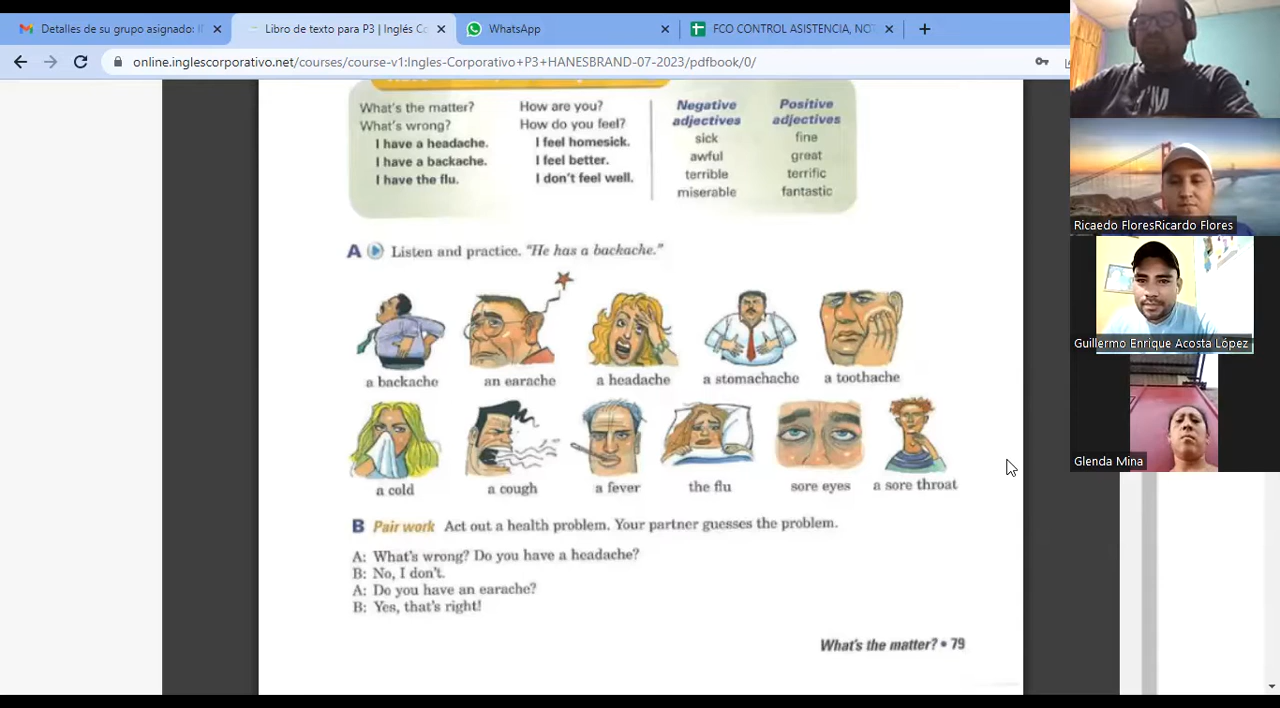 Detalles de su grupo asignado: I
Libro de texto para P3 | Inglés Co
WhatsApp
FCO CONTROL ASISTENCIA, NOT
online.inglescorporativo.net/courses/course-v1:Ingles-Corporativo+P3+HANESBRAND-07-2023/pdfbook/0/
What's the matter?
What's wrong?
I have a headache.
I have a backache.
I have the flu.
How are you?
How do you feel?
I feel homesick.
I feel better.
I don't feel well.
Negative
adjectives
sick
awful
terrible
miserable
Positive
adjectives
fine
great
terrific
fantastic
A Listen and practice. "He has a backache."
a backache an earache a headache a stomachache a toothache
a cold a cough a fever the flu sore eyes a sore throat
B Pair work Act out a health problem. Your partner guesses the problem.
A: What's wrong? Do you have a headache?
B: No, I don't.
A: Do you have an earache?
B: Yes, that's right!
What's the matter? • 79
Ricaedo FloresRicardo Flores
Guillermo Enrique Acosta López
Glenda Mina